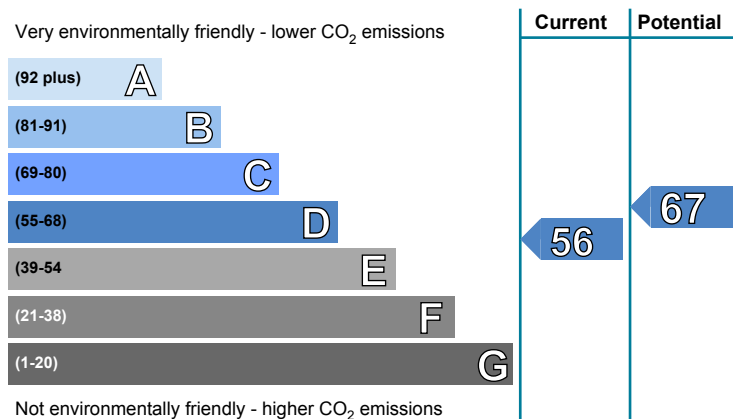 Very environmentally friendly - lower CO₂ emissions
Current
Potential
(92 plus) A
(81-91) B
(69-80) C
(55-68) D
(39-54 E
(21-38) F
(1-20) G
56
67
Not environmentally friendly - higher CO₂ emissions